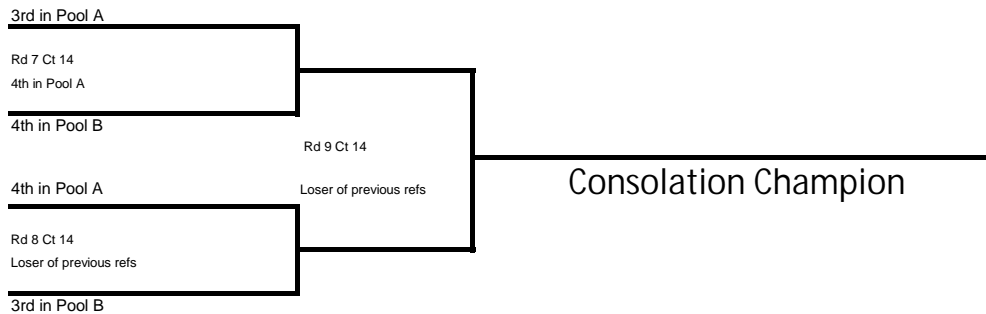 3rd in Pool A
Rd 7 Ct 14
4th in Pool A
4th in Pool B
Rd 9 Ct 14
4th in Pool A
Loser of previous refs
Consolation Champion
Rd 8 Ct 14
Loser of previous refs
3rd in Pool B